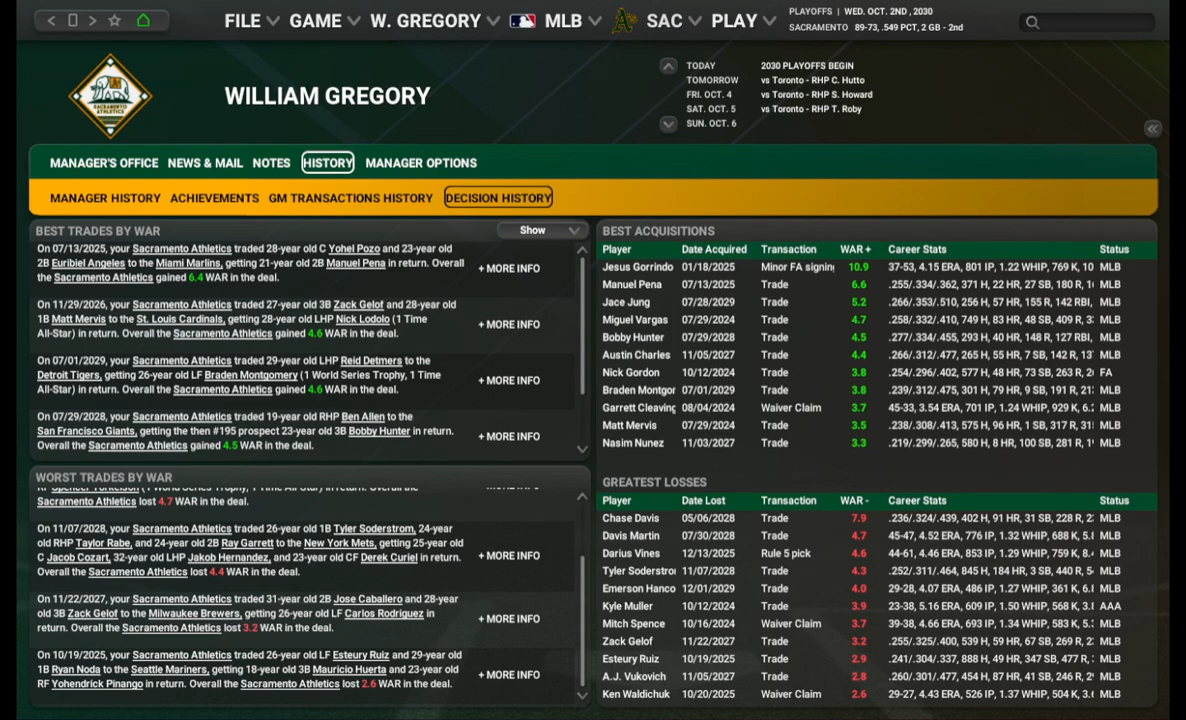 FILE GAME W. GREGORY MLB SAC PLAY
PLAYOFFS | WED. OCT. 2ND, 2030
SACRAMENTO 89-73, .549 PCT, 2 GB - 2nd
SACRAMENTO
ATHLETICS
WILLIAM GREGORY
TODAY 2030 PLAYOFFS BEGIN
TOMORROW vs Toronto - RHP C. Hutto
FRI. OCT. 4 vs Toronto - RHP S. Howard
SAT. OCT. 5 vs Toronto - RHP T. Roby
SUN. OCT. 6
MANAGER'S OFFICE NEWS & MAIL NOTES HISTORY MANAGER OPTIONS
MANAGER HISTORY ACHIEVEMENTS GM TRANSACTIONS HISTORY DECISION HISTORY
BEST TRADES BY WAR Show
On 07/13/2025, your Sacramento Athletics traded 28-year old C Yohel Pozo and 23-year old
2B Euribiel Angeles to the Miami Marlins, getting 21-year old 2B Manuel Pena in return. Overall
the Sacramento Athletics gained 6.4 WAR in the deal.
+ MORE INFO
On 11/29/2026, your Sacramento Athletics traded 27-year old 3B Zack Gelof and 28-year old
1B Matt Mervis to the St. Louis Cardinals, getting 28-year old LHP Nick Lodolo (1 Time
All-Star) in return. Overall the Sacramento Athletics gained 4.6 WAR in the deal.
+ MORE INFO
On 07/01/2029, your Sacramento Athletics traded 29-year old LHP Reid Detmers to the
Detroit Tigers, getting 26-year old LF Braden Montgomery (1 World Series Trophy, 1 Time
All-Star) in return. Overall the Sacramento Athletics gained 4.6 WAR in the deal.
+ MORE INFO
On 07/29/2028, your Sacramento Athletics traded 19-year old RHP Ben Allen to the
San Francisco Giants, getting the then #195 prospect 23-year old 3B Bobby Hunter in return.
Overall the Sacramento Athletics gained 4.5 WAR in the deal.
+ MORE INFO
WORST TRADES BY WAR
RF Spencer Torkelson (1 World Series Trophy, 1 Time All-Star) in return. Overall the
Sacramento Athletics lost 4.7 WAR in the deal.
+ MORE INFO
On 11/07/2028, your Sacramento Athletics traded 26-year old 1B Tyler Soderstrom, 24-year
old RHP Taylor Rabe, and 24-year old 2B Ray Garrett to the New York Mets, getting 25-year old
C Jacob Cozart, 32-year old LHP Jakob Hernandez, and 23-year old CF Derek Curiel in return.
Overall the Sacramento Athletics lost 4.4 WAR in the deal.
+ MORE INFO
On 11/22/2027, your Sacramento Athletics traded 31-year old 2B Jose Caballero and 28-year
old 3B Zack Gelof to the Milwaukee Brewers, getting 26-year old LF Carlos Rodriguez in
return. Overall the Sacramento Athletics lost 3.2 WAR in the deal.
+ MORE INFO
On 10/19/2025, your Sacramento Athletics traded 26-year old LF Esteury Ruiz and 29-year old
1B Ryan Noda to the Seattle Mariners, getting 18-year old 3B Mauricio Huerta and 23-year old
RF Yohendrick Pinango in return. Overall the Sacramento Athletics lost 2.6 WAR in the deal.
+ MORE INFO
BEST ACQUISITIONS
Player Date Acquired Transaction WAR + Career Stats Status
Jesus Gorrindo 01/18/2025 Minor FA signin 10.9 37-53, 4.15 ERA, 801 IP, 1.22 WHIP, 769 K, 10 MLB
Manuel Pena 07/13/2025 Trade 6.6 .255/.334/.362, 371 H, 22 HR, 27 SB, 180 R, 1 MLB
Jace Jung 07/28/2029 Trade 5.2 .266/.353/.510, 256 H, 57 HR, 155 R, 142 RBI, MLB
Miguel Vargas 07/29/2024 Trade 4.7 .258/.332/.410, 749 H, 83 HR, 48 SB, 409 R, 3 MLB
Bobby Hunter 07/29/2028 Trade 4.5 .277/.334/.455, 293 H, 40 HR, 148 R, 127 RBI, MLB
Austin Charles 11/05/2027 Trade 4.4 .266/.312/.477, 265 H, 55 HR, 7 SB, 142 R, 13 MLB
Nick Gordon 10/12/2024 Trade 3.8 .254/.296/.402, 577 H, 48 HR, 73 SB, 263 R, 2 FA
Braden Montgor 07/01/2029 Trade 3.8 .239/.312/.475, 301 H, 79 HR, 9 SB, 191 R, 21 MLB
Garrett Cleaving 08/04/2024 Waiver Claim 3.7 45-33, 3.54 ERA, 701 IP, 1.24 WHIP, 929 K, 6. MLB
Matt Mervis 07/29/2024 Trade 3.5 .238/.308/.413, 575 H, 96 HR, 1 SB, 317 R, 31 MLB
Nasim Nunez 11/03/2027 Trade 3.3 .219/.299/.265, 580 H, 8 HR, 100 SB, 281 R, 1 MLB
GREATEST LOSSES
Player Date Lost Transaction WAR - Career Stats Status
Chase Davis 05/06/2028 Trade 7.9 .236/.324/.439, 402 H, 91 HR, 31 SB, 228 R, 2 MLB
Davis Martin 07/30/2028 Trade 4.7 45-47, 4.52 ERA, 776 IP, 1.32 WHIP, 688 K, 5. MLB
Darius Vines 12/13/2025 Rule 5 pick 4.6 44-61, 4.46 ERA, 853 IP, 1.29 WHIP, 759 K, 8. MLB
Tyler Soderstro 11/07/2028 Trade 4.3 .252/.311/.464, 845 H, 184 HR, 3 SB, 440 R, 5 MLB
Emerson Hanco 12/01/2029 Trade 4.0 29-28, 4.07 ERA, 486 IP, 1.27 WHIP, 361 K, 6. MLB
Kyle Muller 10/12/2024 Trade 3.9 23-38, 5.16 ERA, 609 IP, 1.50 WHIP, 568 K, 3. AAA
Mitch Spence 10/16/2024 Waiver Claim 3.7 39-38, 4.66 ERA, 693 IP, 1.34 WHIP, 583 K, 5. MLB
Zack Gelof 11/22/2027 Trade 3.2 .255/.325/.400, 539 H, 59 HR, 67 SB, 269 R, 2 MLB
Esteury Ruiz 10/19/2025 Trade 2.9 .241/.304/.337, 888 H, 49 HR, 347 SB, 477 R, MLB
A.J. Vukovich 11/05/2027 Trade 2.8 .260/.301/.477, 454 H, 87 HR, 41 SB, 246 R, 2 MLB
Ken Waldichuk 10/20/2025 Waiver Claim 2.6 29-27, 4.43 ERA, 526 IP, 1.37 WHIP, 504 K, 3. MLB